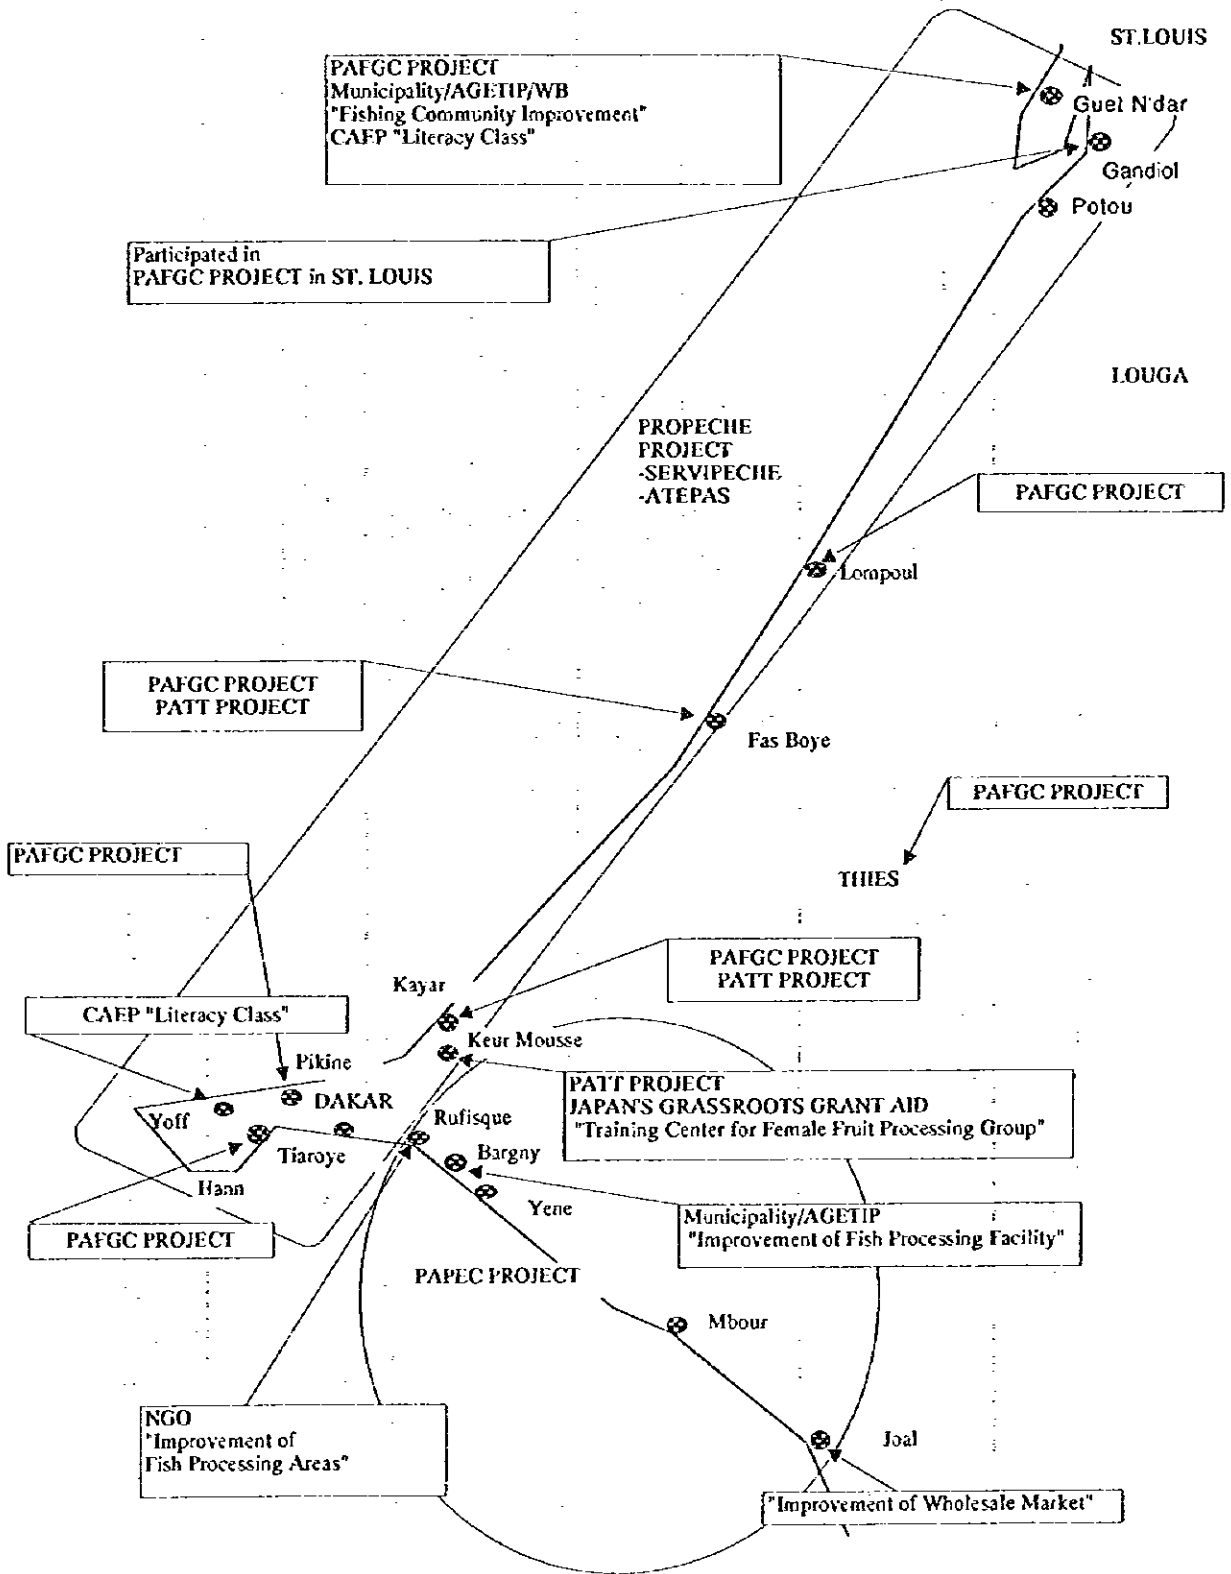 ST.LOUIS
PAFGC PROJECT
Municipality/AGETIP/WB
"Fishing Community Improvement"
CAEP "Literacy Class"
Guet N'dar
Gandiol
Potou
Participated in
PAFGC PROJECT in ST. LOUIS
LOUGA
PROPECHE
PROJECT
-SERVIPECHE
-ATEPAS
PAFGC PROJECT
Lompoul
PAFGC PROJECT
PATT PROJECT
Fas Boye
PAFGC PROJECT
THIES
PAFGC PROJECT
PAFGC PROJECT
PATT PROJECT
Kayar
CAEP "Literacy Class"
Keur Mousse
Pikine
PATT PROJECT
JAPAN'S GRASSROOTS GRANT AID
"Training Center for Female Fruit Processing Group"
DAKAR
Yoff
Rufisque
Tiaroye
Bargny
Hann
Yene
Municipality/AGETIP
"Improvement of Fish Processing Facility"
PAFGC PROJECT
PAPEC PROJECT
Mbour
NGO
"Improvement of
Fish Processing Areas"
Joal
"Improvement of Wholesale Market"